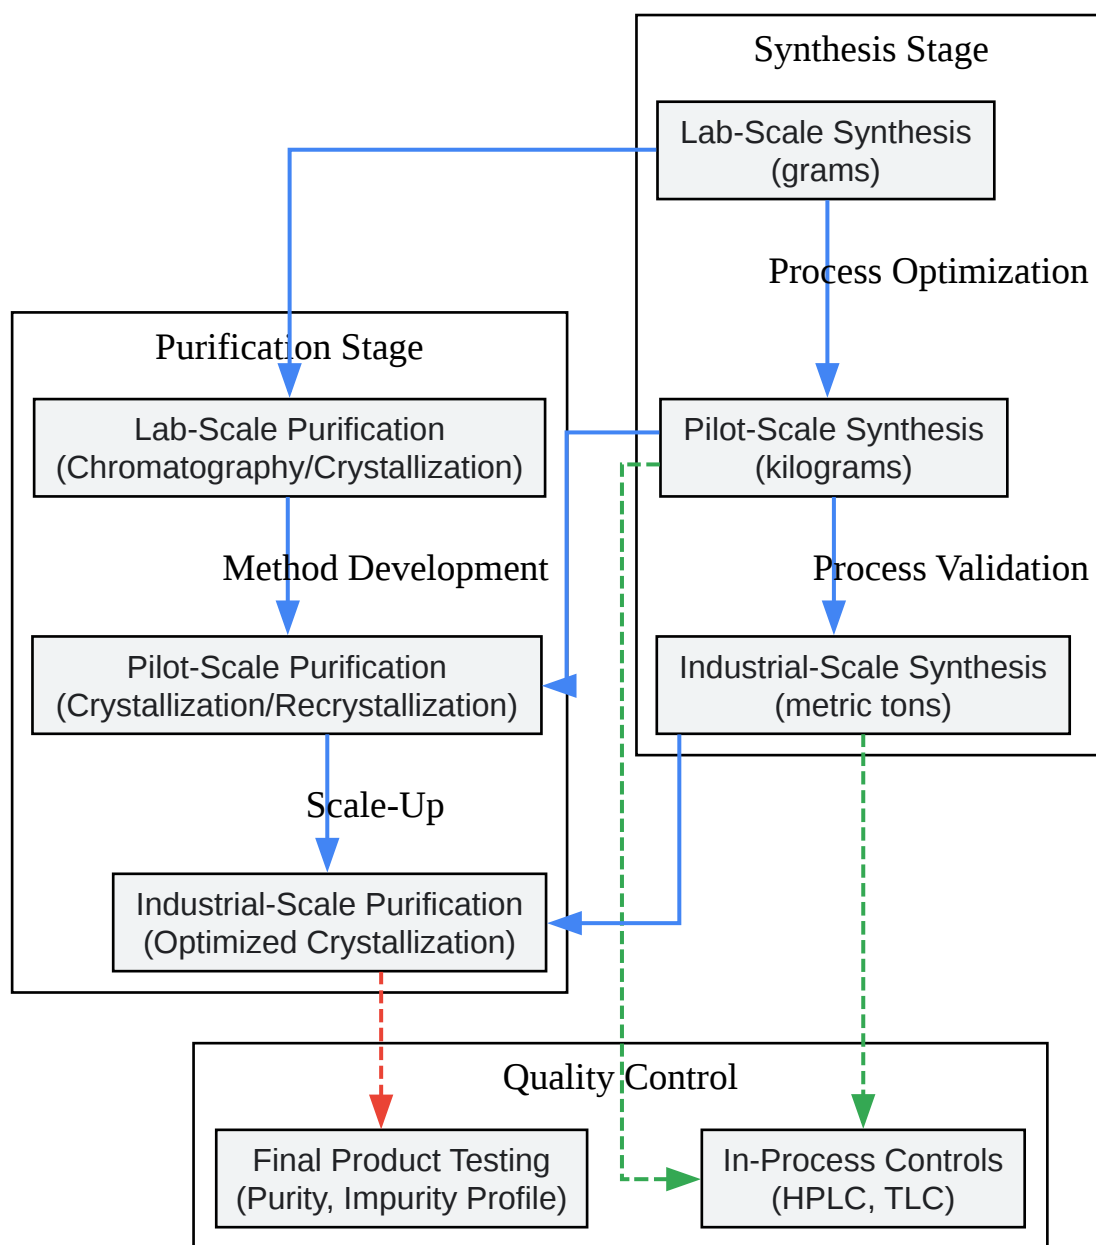 Synthesis Stage
Lab-Scale Synthesis
(grams)
Process Optimization
Purification Stage
Lab-Scale Purification
(Chromatography/Crystallization)
Pilot-Scale Synthesis
(kilograms)
Method Development
Process Validation
Pilot-Scale Purification
(Crystallization/Recrystallization)
Industrial-Scale Synthesis
(metric tons)
Scale-Up
Industrial-Scale Purification
(Optimized Crystallization)
Quality Control
Final Product Testing
(Purity, Impurity Profile)
In-Process Controls
(HPLC, TLC)